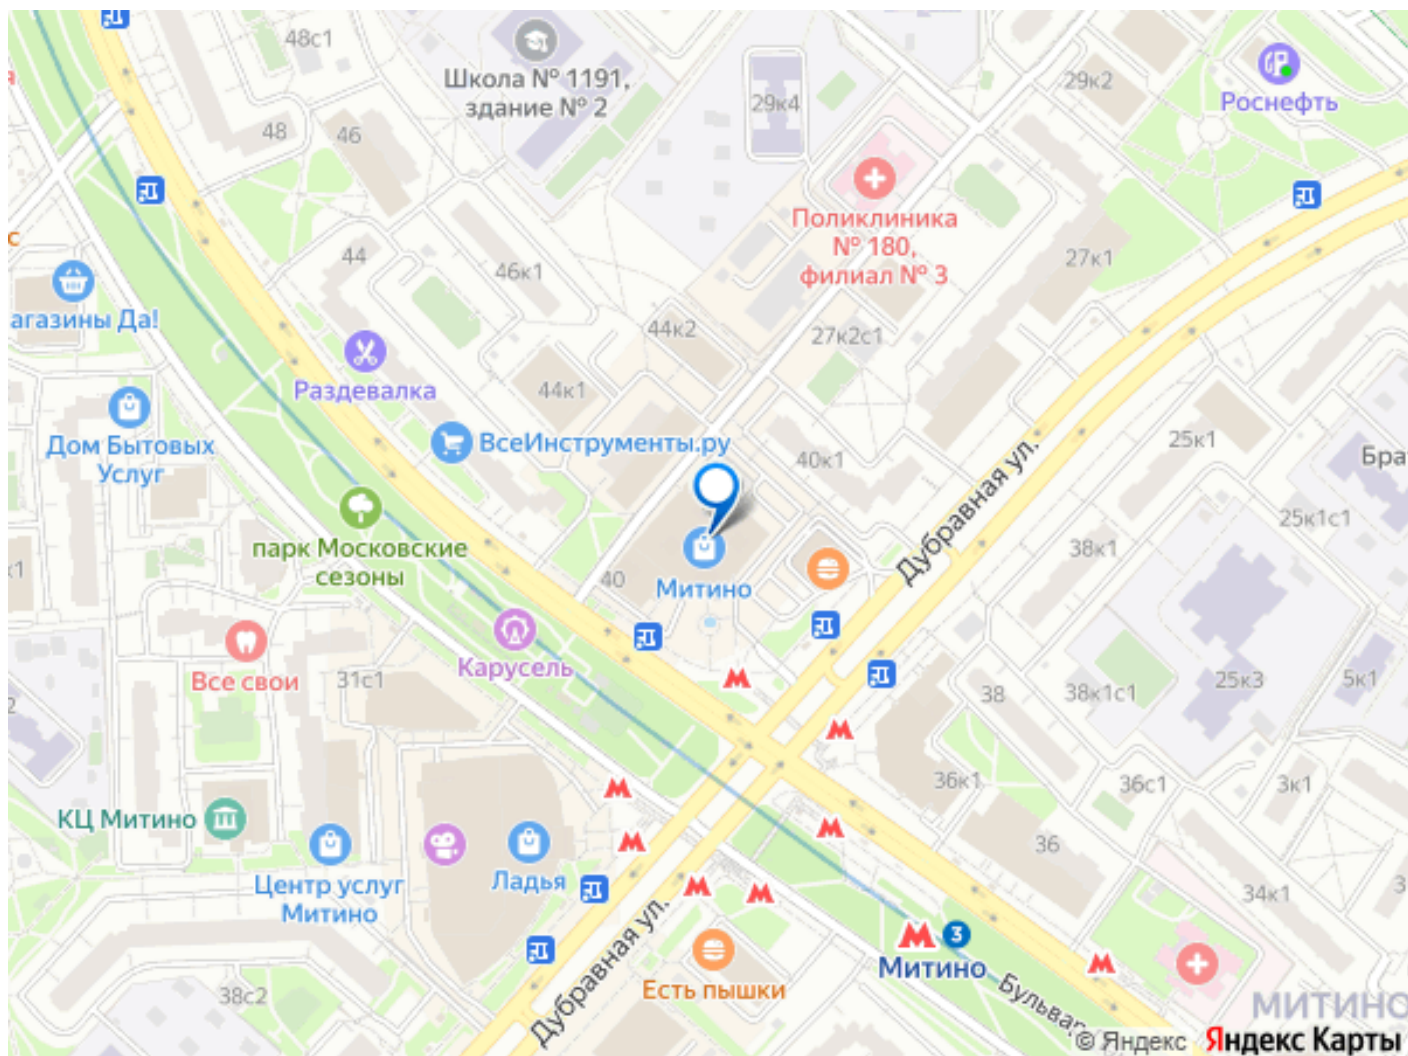 48с1
Школа № 1191,
здание № 2
48
46
29к4
29к2
Роснефть
Поликлиника
№ 180,
филиал № 3
44
46к1
27к1
агазины Да!
44к2
27к2с1
Раздевалка
44к1
Дом Бытовых
Услуг
ВсеИнструменты.ру
40к1
25к1
Дубравная ул.
25к1с1
38к1
парк Московские
сезоны
40
Митино
Карусель
Все свои
31с1
38
38к1с1
25к3
5к1
36к1
36с1
3к1
КЦ Митино
36
Центр услуг
Митино
Ладья
34к1
Дубравная ул.
3
Митино
Есть пышки
38с2
Бульвар
МИТИНО
© Яндекс Яндекс Карты